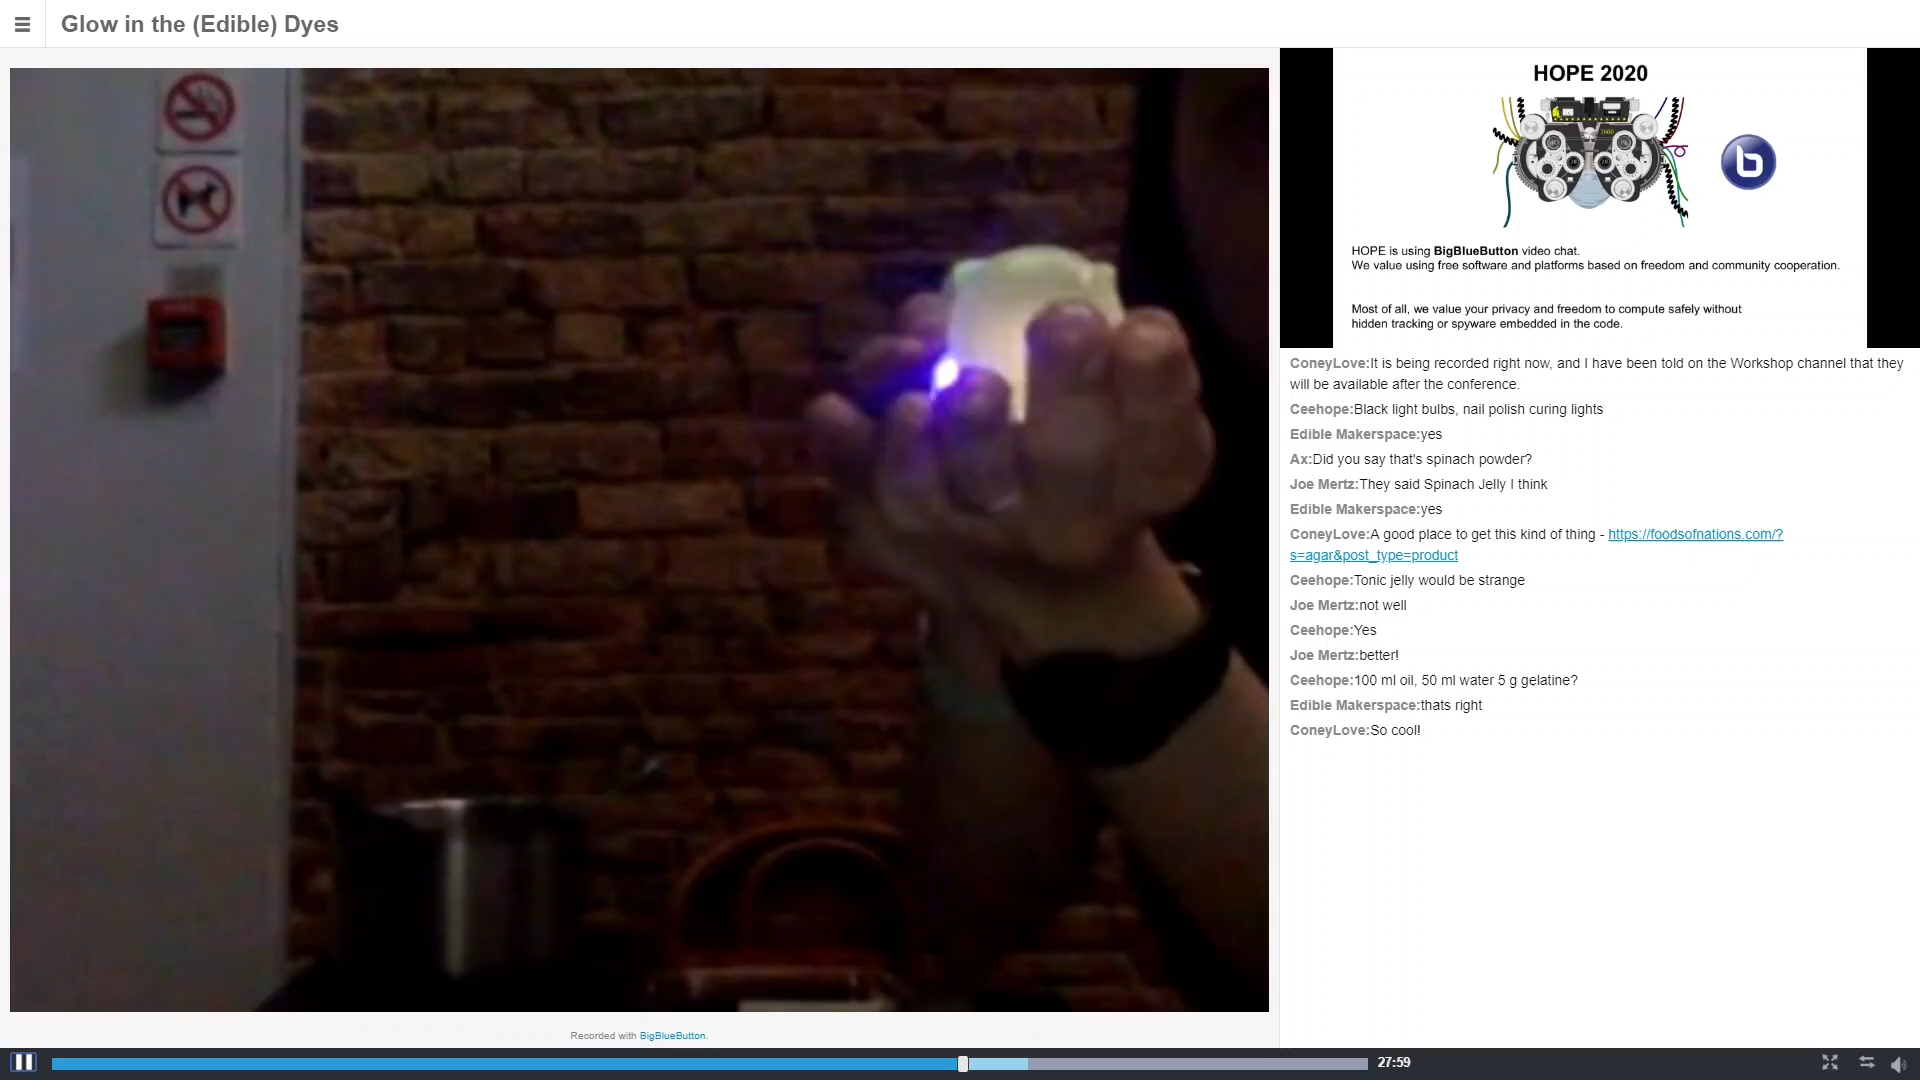 Glow in the (Edible) Dyes
HOPE 2020
HOPE is using BigBlueButton video chat.
We value using free software and platforms based on freedom and community cooperation.
Most of all, we value your privacy and freedom to compute safely without
hidden tracking or spyware embedded in the code.
ConeyLove:It is being recorded right now, and I have been told on the Workshop channel that they
will be available after the conference.
Ceehope:Black light bulbs, nail polish curing lights
Edible Makerspace:yes
Ax:Did you say that's spinach powder?
Joe Mertz:They said Spinach Jelly I think
Edible Makerspace:yes
ConeyLove:A good place to get this kind of thing - https://foodsofnations.com/?
s=agar&post_type=product
Ceehope:Tonic jelly would be strange
Joe Mertz:not well
Ceehope:Yes
Joe Mertz:better!
Ceehope:100 ml oil, 50 ml water 5 g gelatine?
Edible Makerspace:thats right
ConeyLove:So cool!
Recorded with BigBlueButton.
27:59